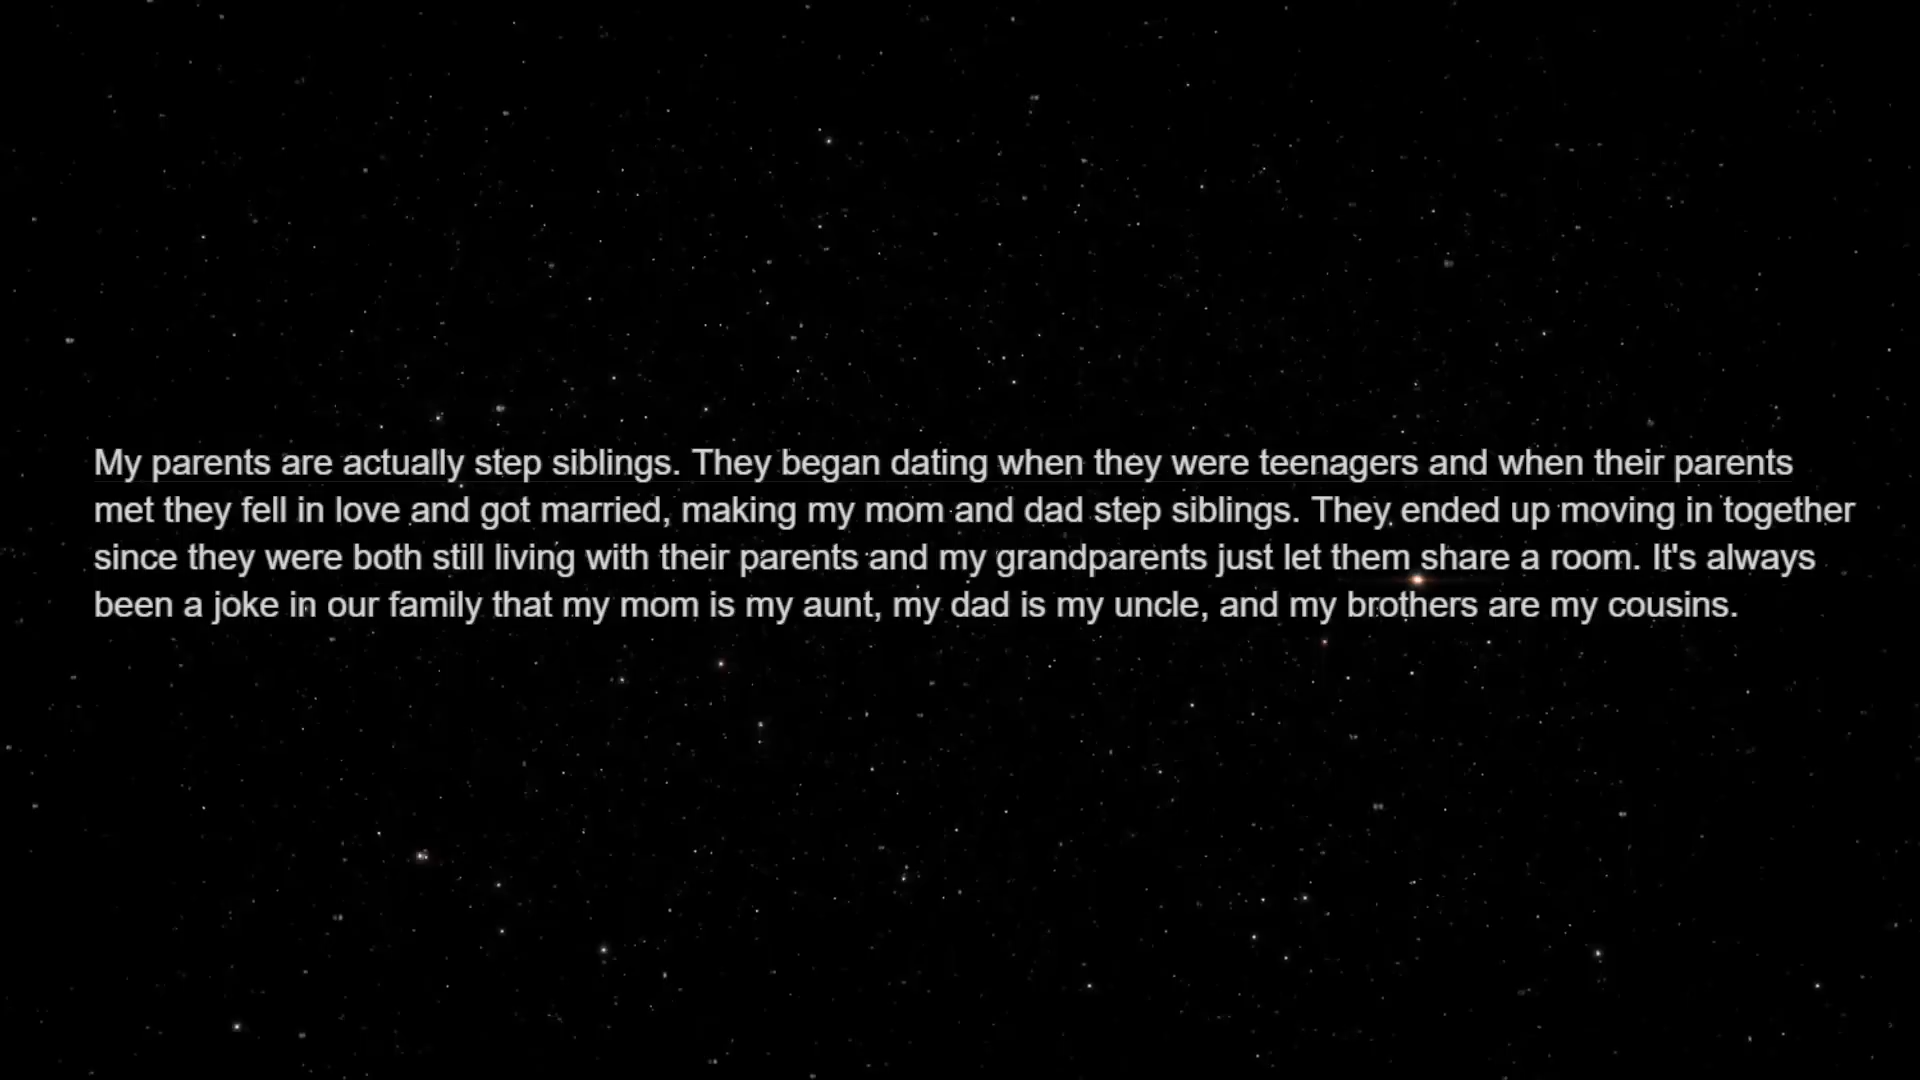 My parents are actually step siblings. They began dating when they were teenagers and when their parents
met they fell in love and got married, making my mom and dad step siblings. They ended up moving in together
since they were both still living with their parents and my grandparents just let them share a room. It's always
been a joke in our family that my mom is my aunt, my dad is my uncle, and my brothers are my cousins.